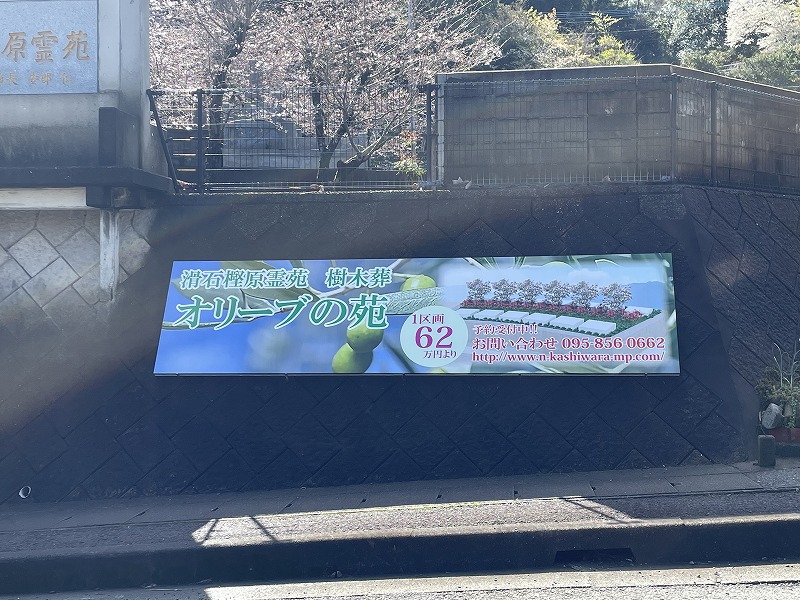 原霊苑
滑石樫原霊苑 樹木葬
オリーブの苑
1区画
62
万円より
予約受付中!!
お問い合わせ 095-856-0662
http://www.n-kashiwara.mp.com/